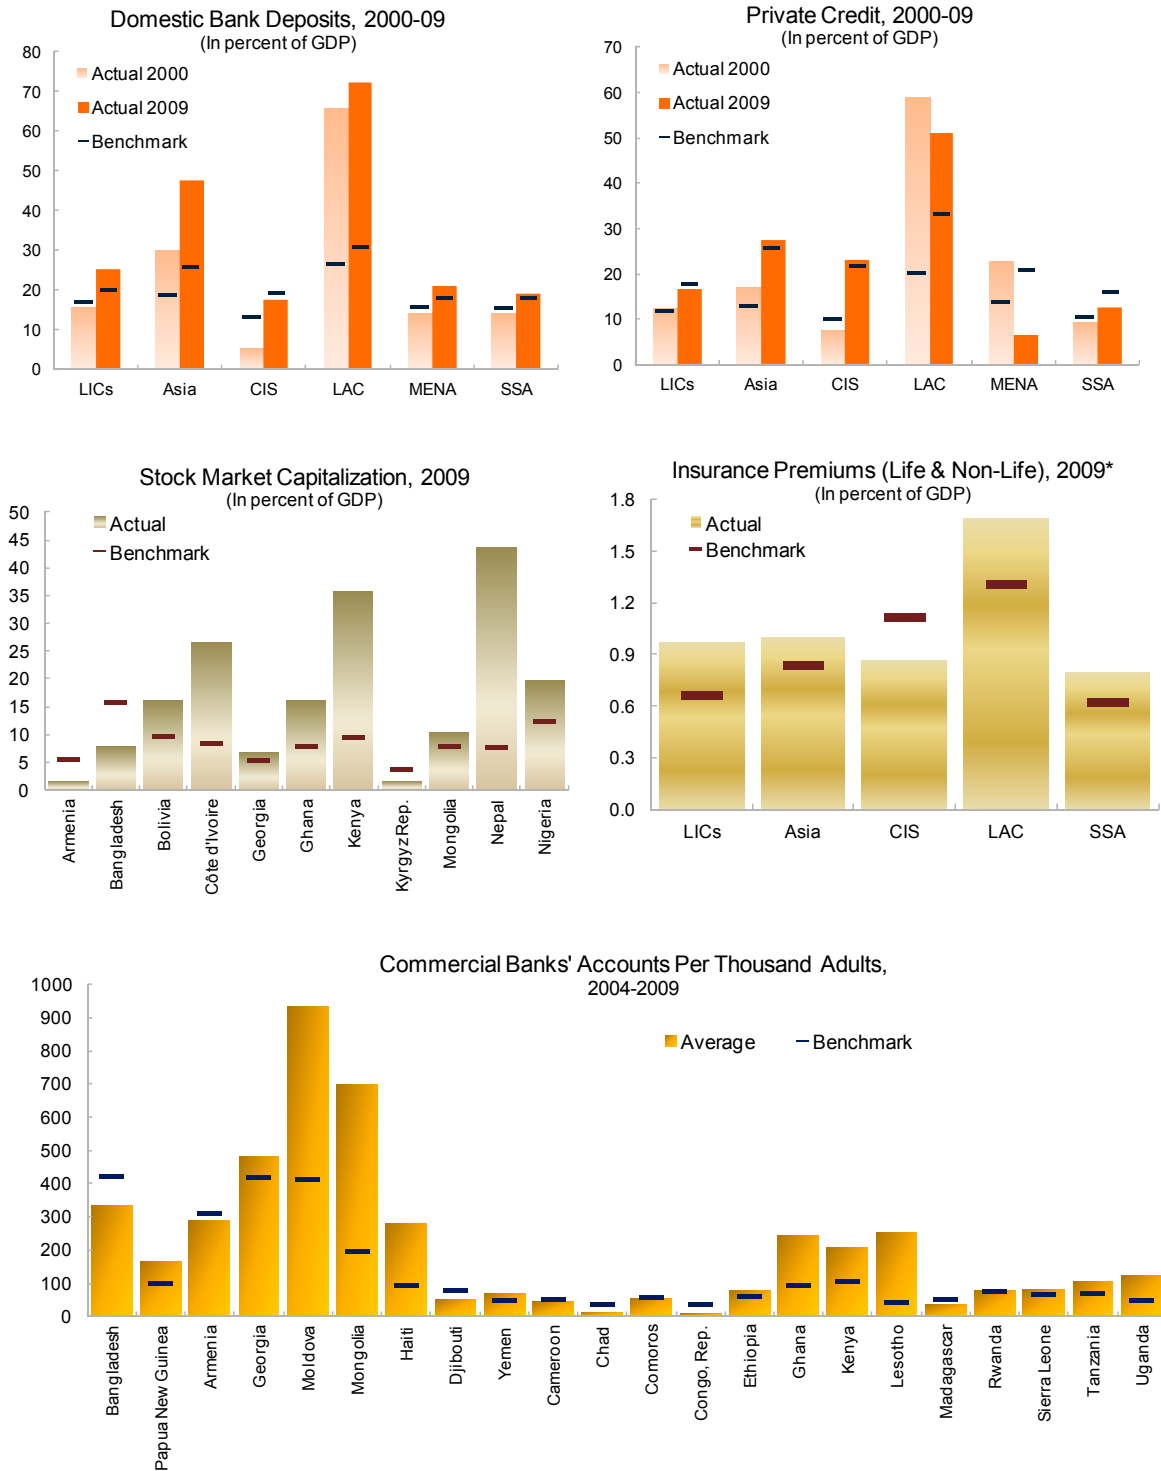 Domestic Bank Deposits, 2000-09
(In percent of GDP)
80
70
60
50
40
30
20
10
0
Actual 2000
Actual 2009
Benchmark
LICs Asia CIS LAC MENA SSA
Private Credit, 2000-09
(In percent of GDP)
70
60
50
40
30
20
10
0
Actual 2000
Actual 2009
Benchmark
LICs Asia CIS LAC MENA SSA
Stock Market Capitalization, 2009
(In percent of GDP)
50
45
40
35
30
25
20
15
10
5
0
Actual
Benchmark
Armenia
Bangladesh
Bolivia
Côte d'Ivoire
Georgia
Ghana
Kenya
Kyrgyz Rep.
Mongolia
Nepal
Nigeria
Insurance Premiums (Life & Non-Life), 2009*
(In percent of GDP)
1.8
1.5
1.2
0.9
0.6
0.3
0.0
Actual
Benchmark
LICs Asia CIS LAC SSA
Commercial Banks' Accounts Per Thousand Adults,
2004-2009
1000
900
800
700
600
500
400
300
200
100
0
Average
Benchmark
Bangladesh
Papua New Guinea
Armenia
Georgia
Moldova
Mongolia
Haiti
Djibouti
Yemen
Cameroon
Chad
Comoros
Congo, Rep.
Ethiopia
Ghana
Kenya
Lesotho
Madagascar
Rwanda
Sierra Leone
Tanzania
Uganda